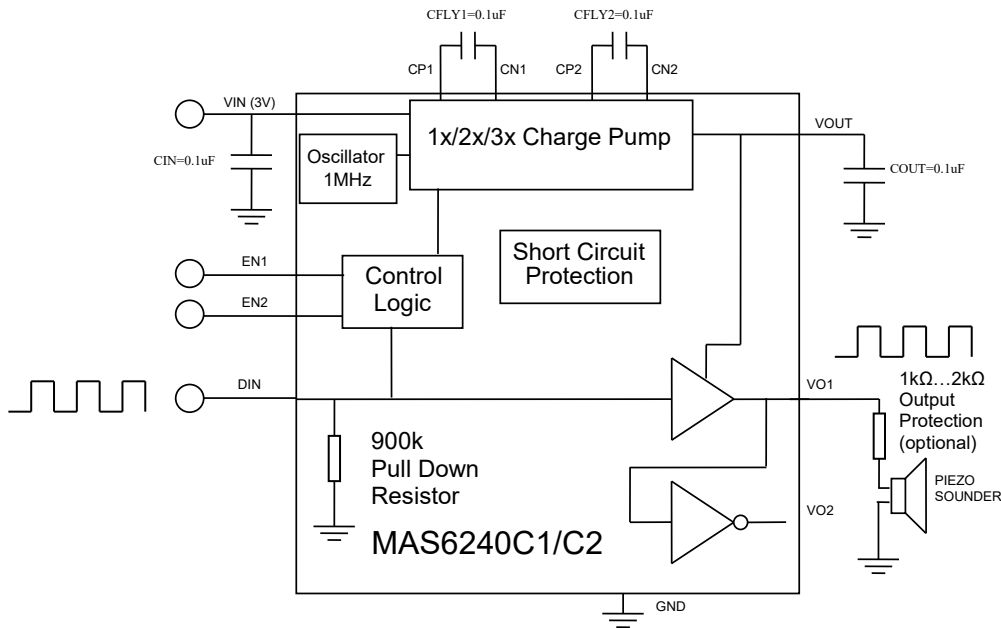 CFLY1=0.1uF
CFLY2=0.1uF
CP1
CN1
CP2
CN2
VIN (3V)
1x/2x/3x Charge Pump
VOUT
CIN=0.1uF
Oscillator
1MHz
COUT=0.1uF
Short Circuit
Protection
EN1
Control
Logic
EN2
DIN
VO1
1kΩ…2kΩ
Output
Protection
(optional)
900k
Pull Down
Resistor
PIEZO
SOUNDER
VO2
MAS6240C1/C2
GND